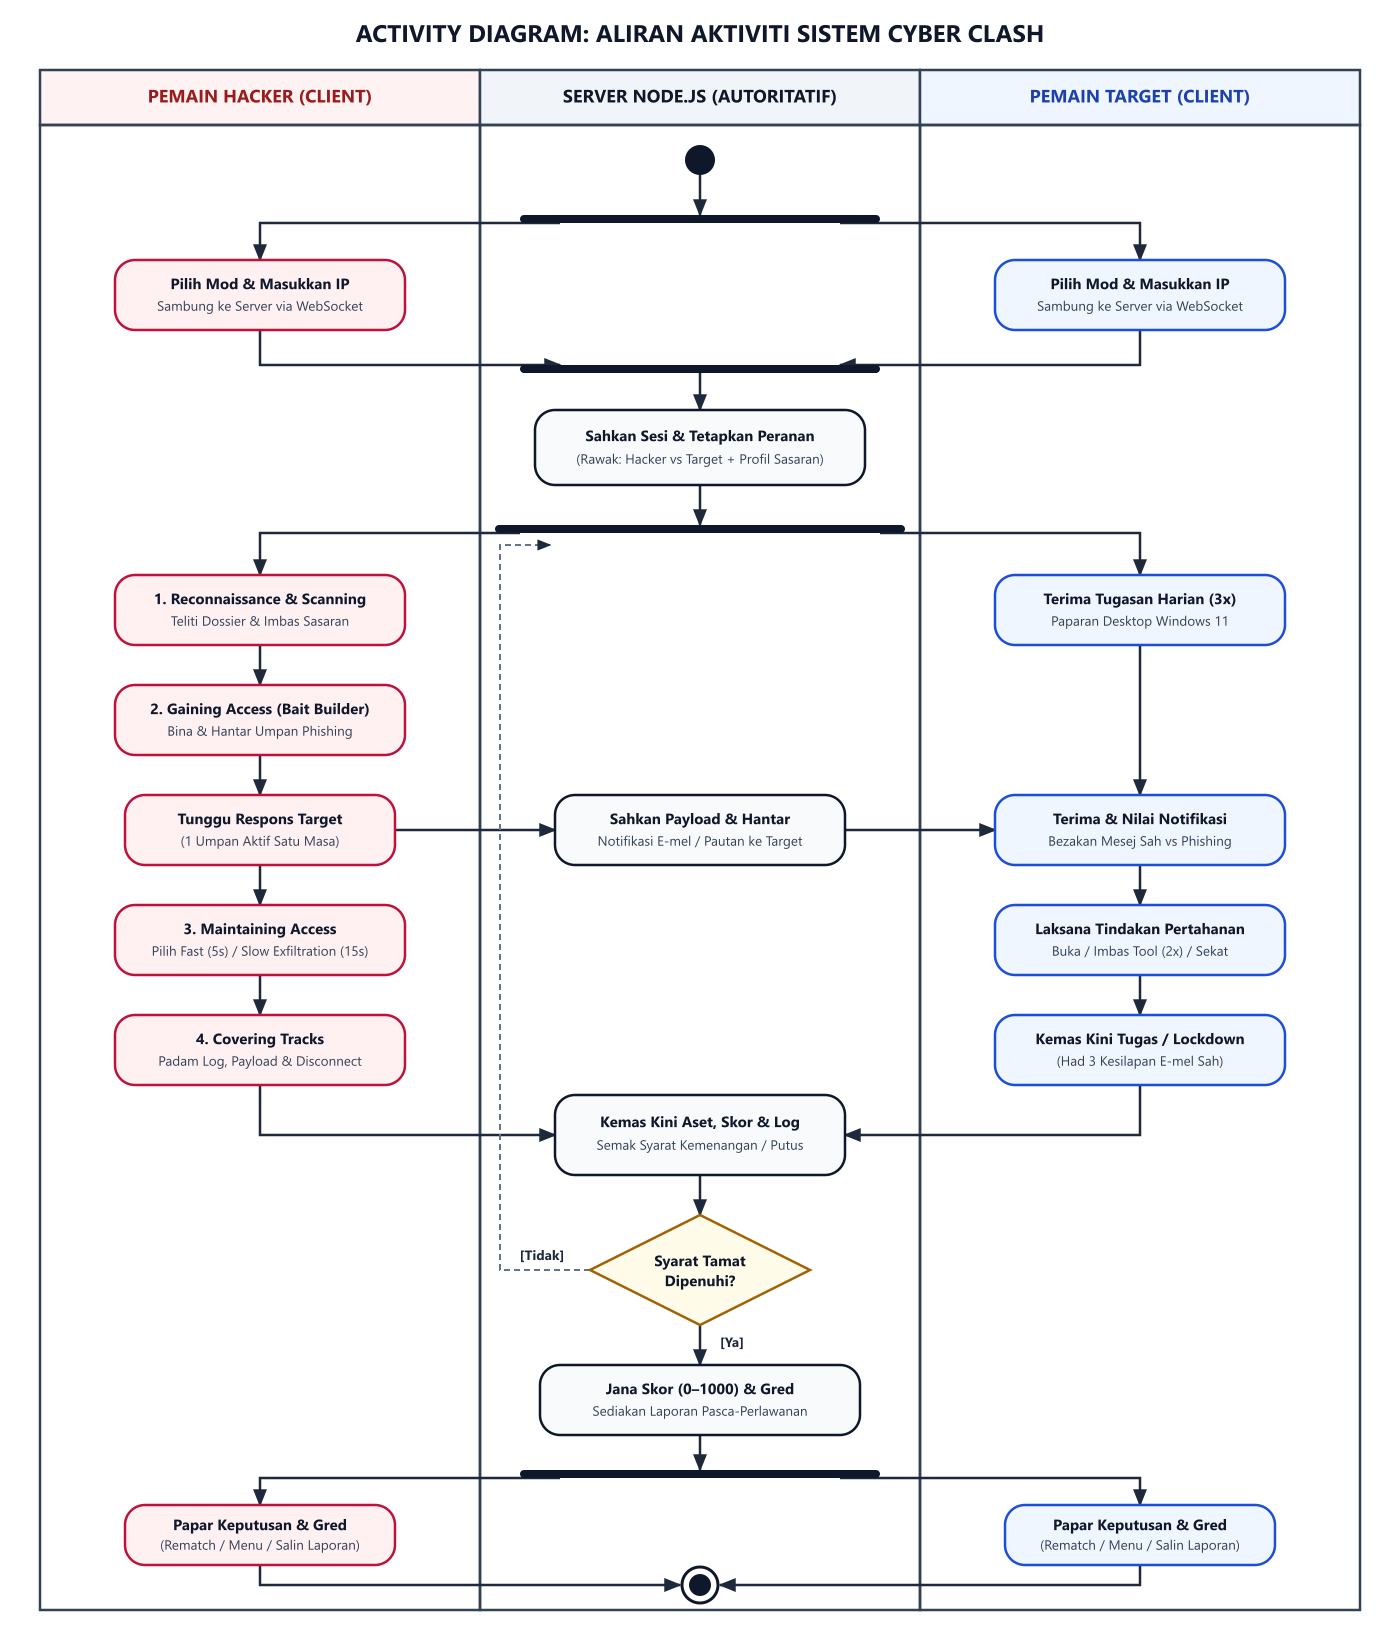 ACTIVITY DIAGRAM: ALIRAN AKTIVITI SISTEM CYBER CLASH
PEMAIN HACKER (CLIENT)
SERVER NODE.JS (AUTORITATIF)
PEMAIN TARGET (CLIENT)
Pilih Mod & Masukkan IP
Sambung ke Server via WebSocket
Pilih Mod & Masukkan IP
Sambung ke Server via WebSocket
Sahkan Sesi & Tetapkan Peranan
(Rawak: Hacker vs Target + Profil Sasaran)
1. Reconnaissance & Scanning
Teliti Dossier & Imbas Sasaran
Terima Tugasan Harian (3x)
Paparan Desktop Windows 11
2. Gaining Access (Bait Builder)
Bina & Hantar Umpan Phishing
Tunggu Respons Target
(1 Umpan Aktif Satu Masa)
Sahkan Payload & Hantar
Notifikasi E-mel / Pautan ke Target
Terima & Nilai Notifikasi
Bezakan Mesej Sah vs Phishing
3. Maintaining Access
Pilih Fast (5s) / Slow Exfiltration (15s)
Laksana Tindakan Pertahanan
Buka / Imbas Tool (2x) / Sekat
4. Covering Tracks
Padam Log, Payload & Disconnect
Kemas Kini Tugas / Lockdown
(Had 3 Kesilapan E-mel Sah)
Kemas Kini Aset, Skor & Log
Semak Syarat Kemenangan / Putus
[Tidak]
Syarat Tamat
Dipenuhi?
[Ya]
Jana Skor (0–1000) & Gred
Sediakan Laporan Pasca-Perlawanan
Papar Keputusan & Gred
(Rematch / Menu / Salin Laporan)
Papar Keputusan & Gred
(Rematch / Menu / Salin Laporan)